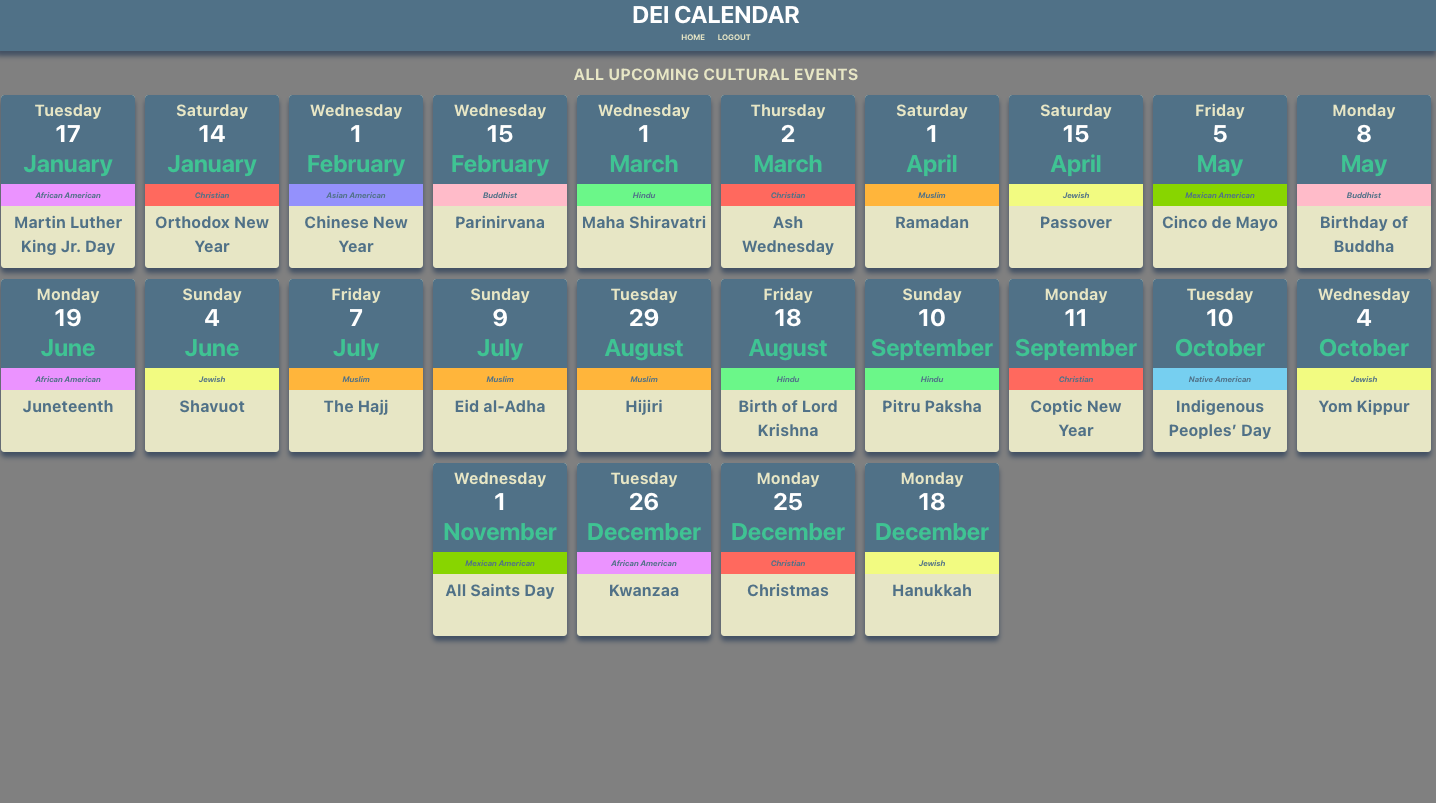 DEI CALENDAR
HOME LOGOUT
ALL UPCOMING CULTURAL EVENTS
Tuesday
17
January
African American
Martin Luther
King Jr. Day
Saturday
14
January
Christian
Orthodox New
Year
Wednesday
1
February
Asian American
Chinese New
Year
Wednesday
15
February
Buddhist
Parinirvana
Wednesday
1
March
Hindu
Maha Shiravatri
Thursday
2
March
Christian
Ash
Wednesday
Saturday
1
April
Muslim
Ramadan
Saturday
15
April
Jewish
Passover
Friday
5
May
Mexican American
Cinco de Mayo
Monday
8
May
Buddhist
Birthday of
Buddha
Monday
19
June
African American
Juneteenth
Sunday
4
June
Jewish
Shavuot
Friday
7
July
Muslim
The Hajj
Sunday
9
July
Muslim
Eid al-Adha
Tuesday
29
August
Muslim
Hijiri
Friday
18
August
Hindu
Birth of Lord
Krishna
Sunday
10
September
Hindu
Pitru Paksha
Monday
11
September
Christian
Coptic New
Year
Tuesday
10
October
Native American
Indigenous
Peoples’ Day
Wednesday
4
October
Jewish
Yom Kippur
Wednesday
1
November
Mexican American
All Saints Day
Tuesday
26
December
African American
Kwanzaa
Monday
25
December
Christian
Christmas
Monday
18
December
Jewish
Hanukkah